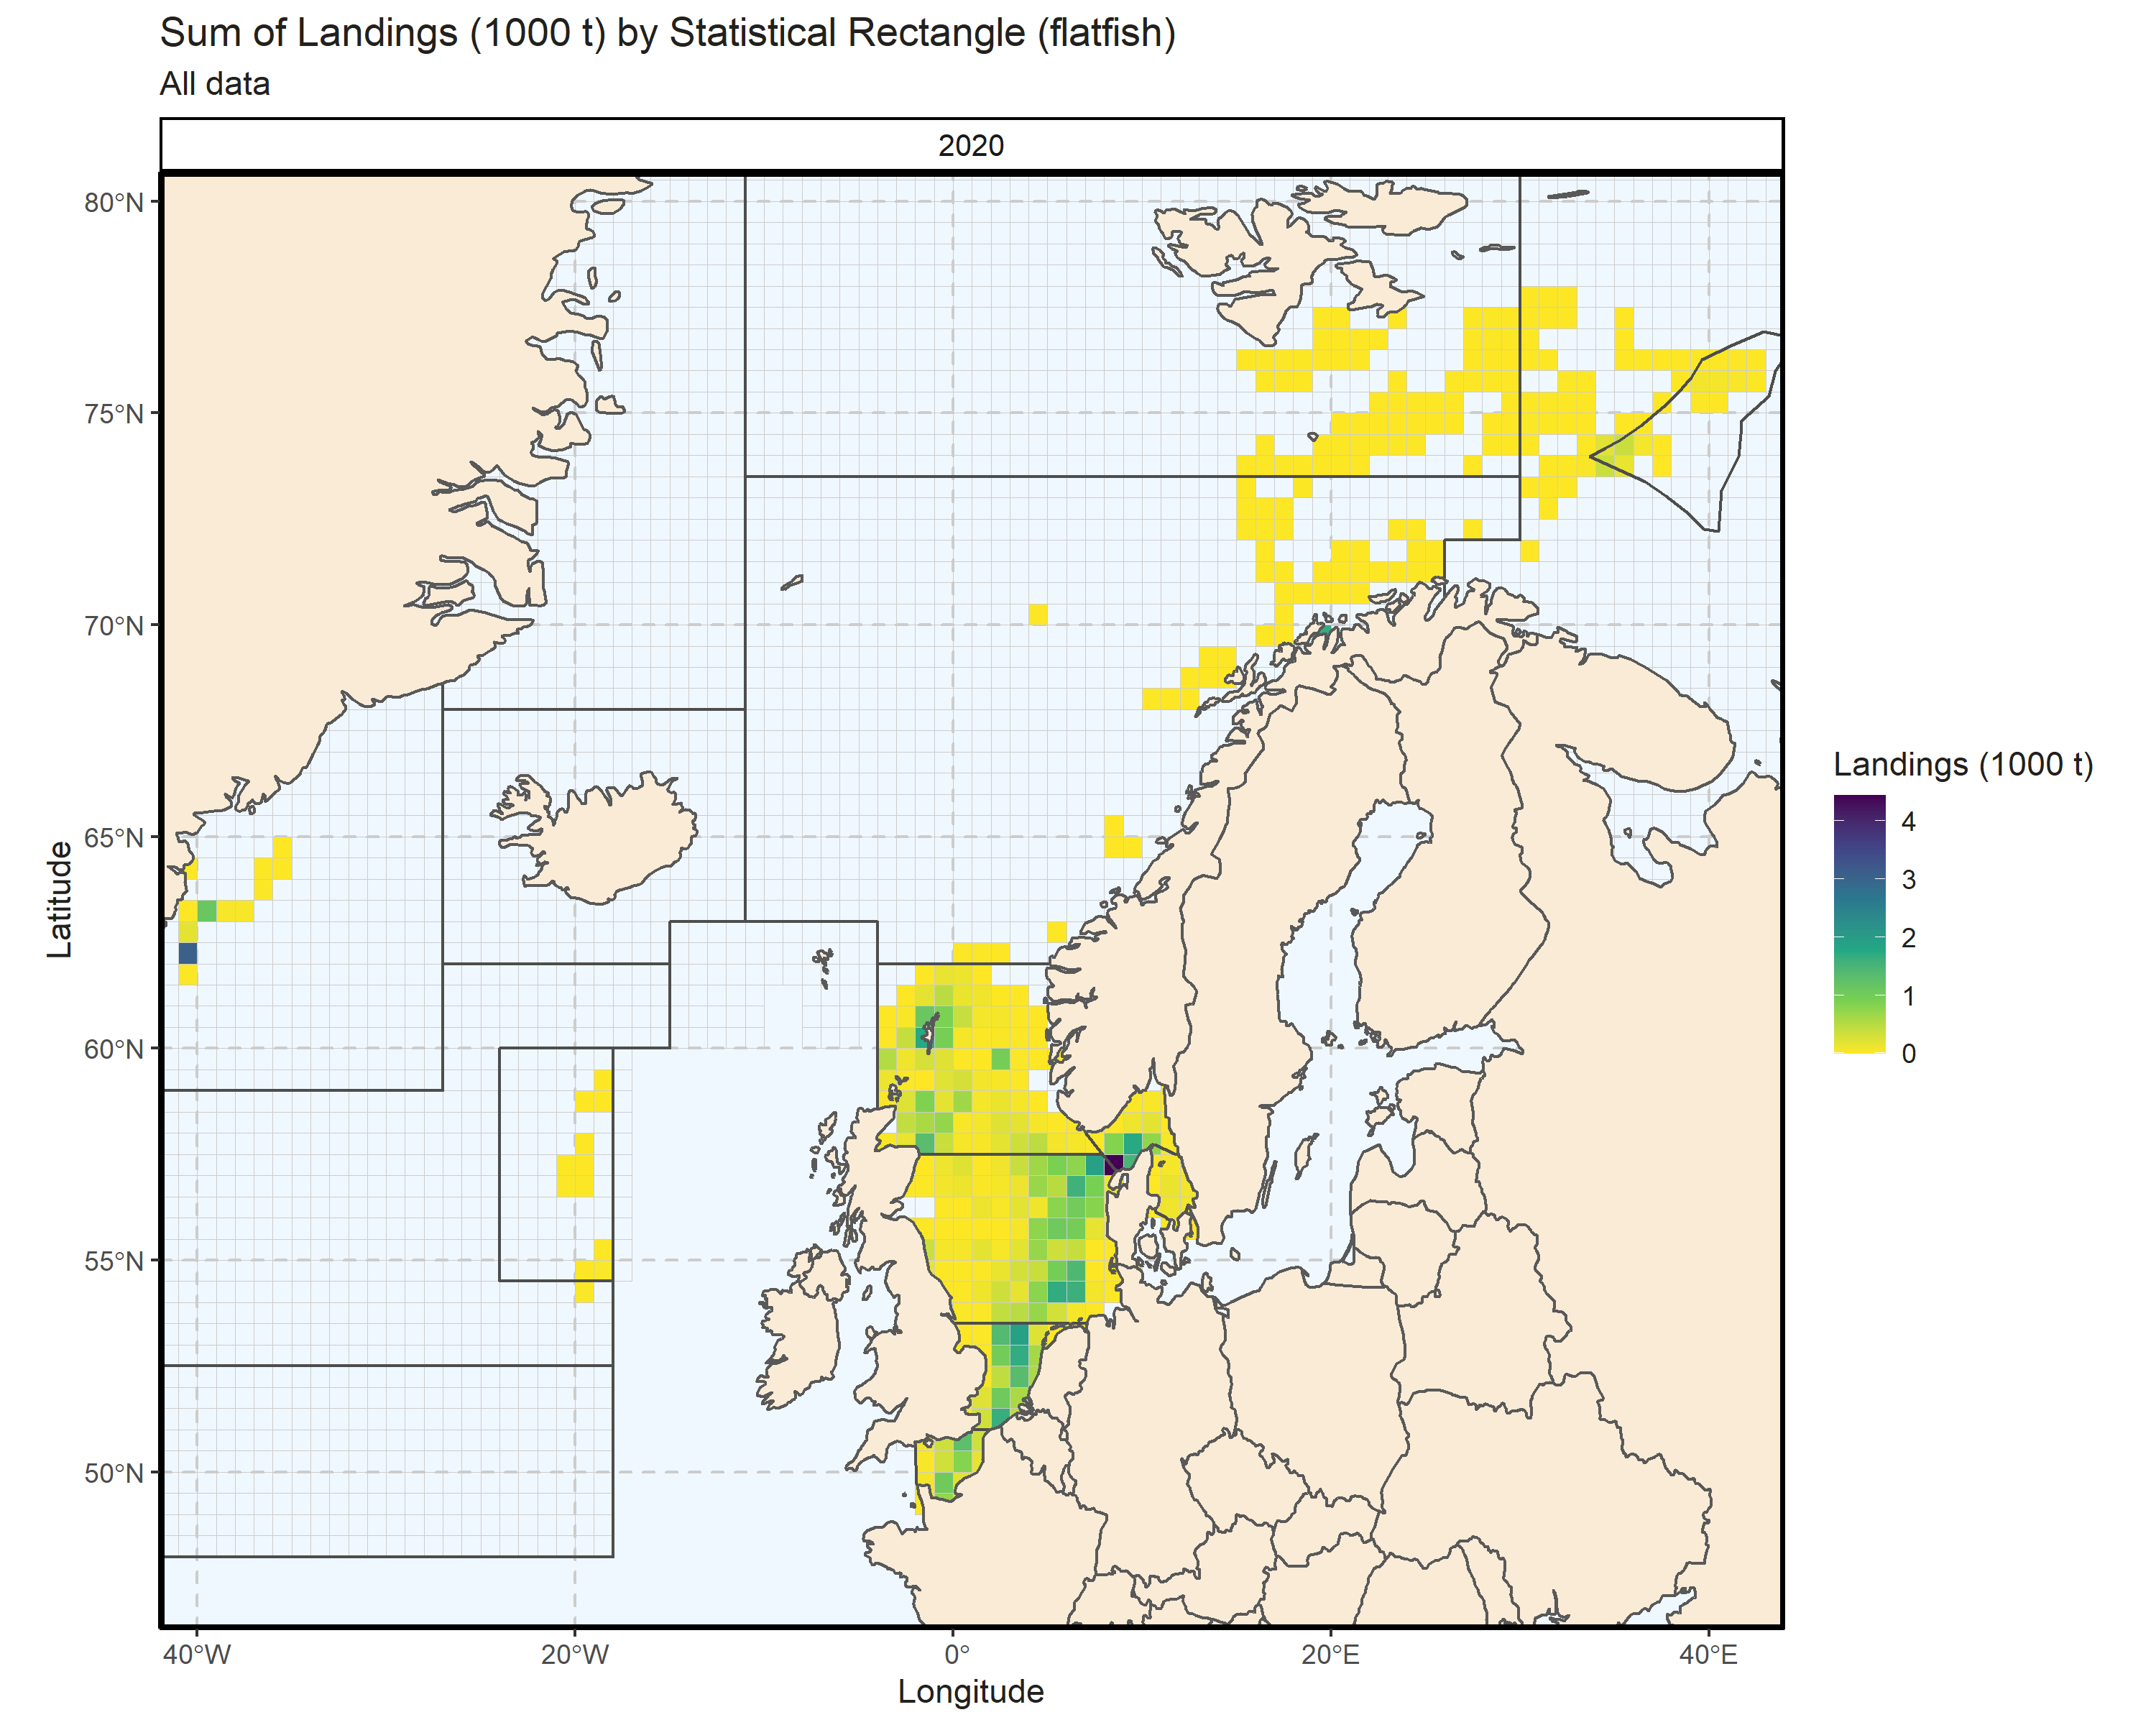 Sum of Landings (1000 t) by Statistical Rectangle (flatfish)
All data
2020
80°N
75°N
70°N
65°N
60°N
55°N
50°N
Latitude
40°W 20°W 0° 20°E 40°E
Longitude
Landings (1000 t)
4
3
2
1
0